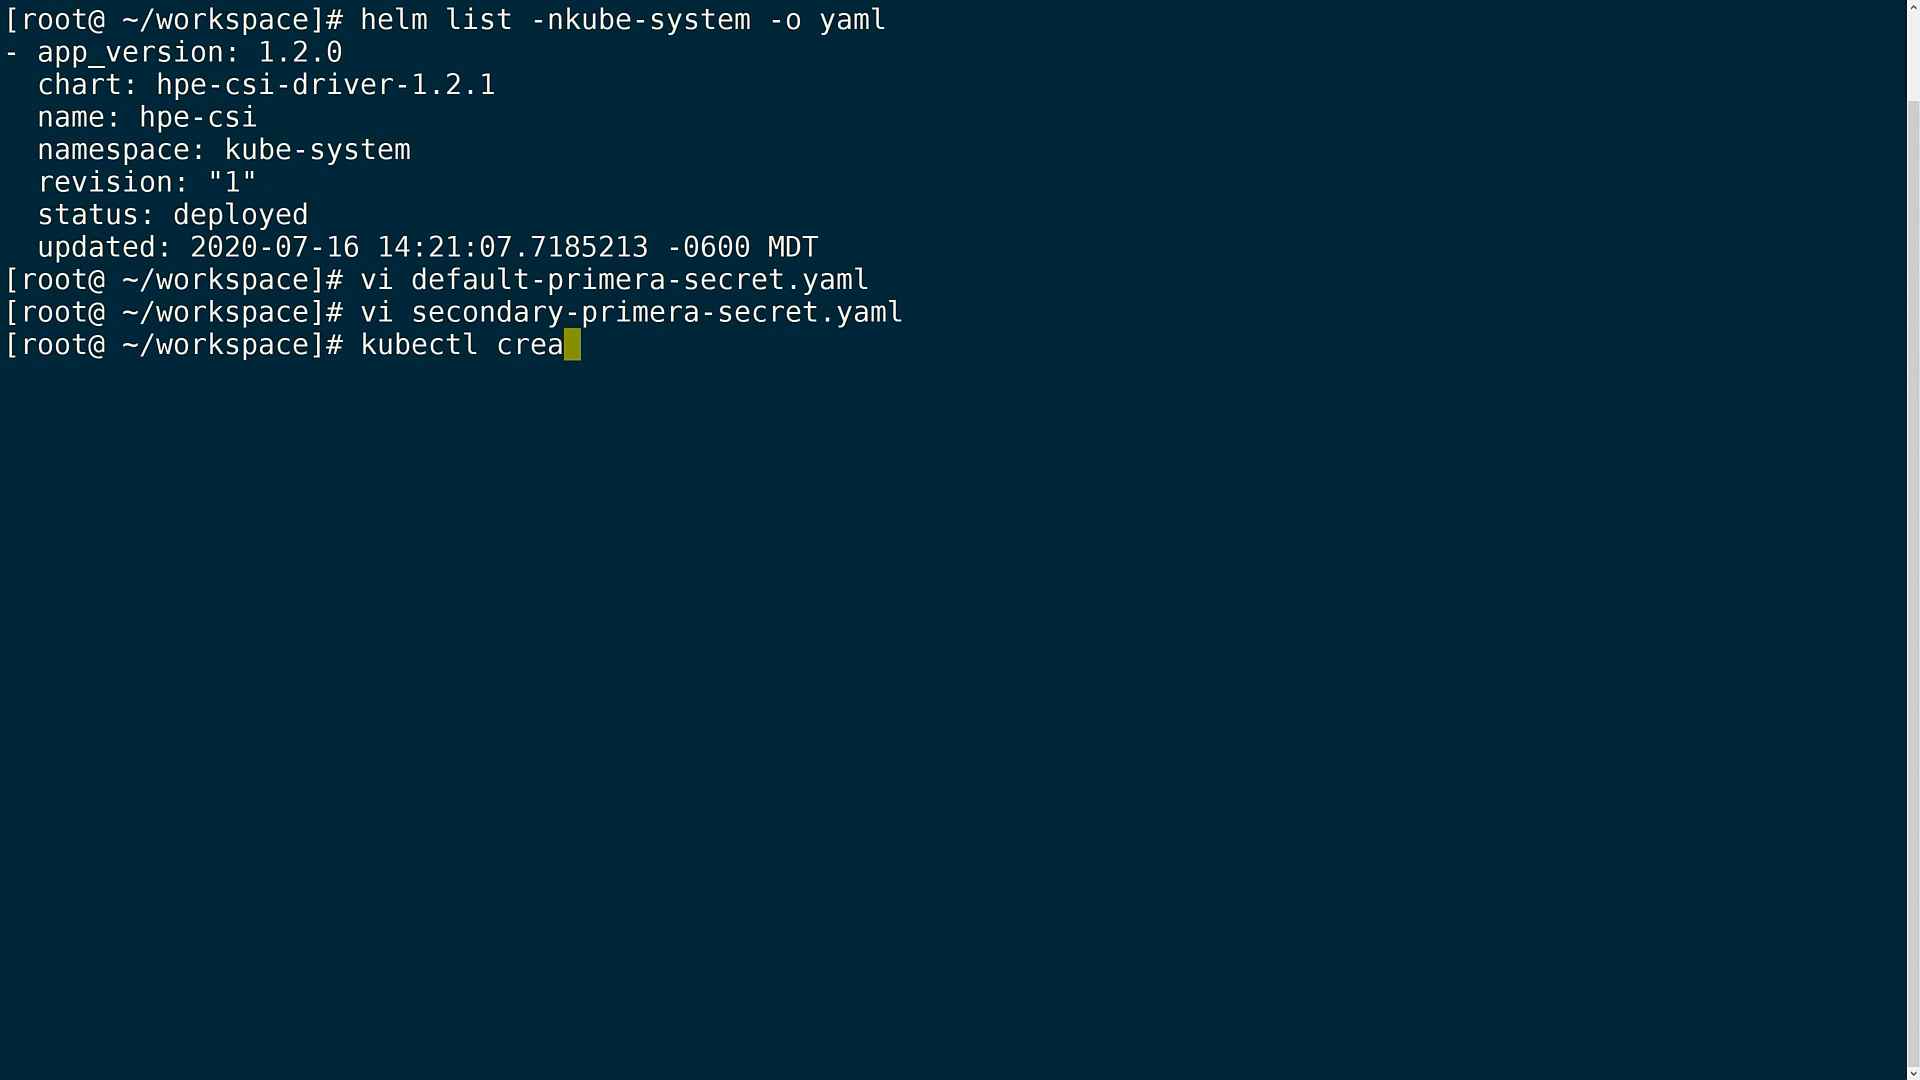 [root@ ~/workspace]# helm list -nkube-system -o yaml
- app_version: 1.2.0
  chart: hpe-csi-driver-1.2.1
  name: hpe-csi
  namespace: kube-system
  revision: "1"
  status: deployed
  updated: 2020-07-16 14:21:07.7185213 -0600 MDT
[root@ ~/workspace]# vi default-primera-secret.yaml
[root@ ~/workspace]# vi secondary-primera-secret.yaml
[root@ ~/workspace]# kubectl crea